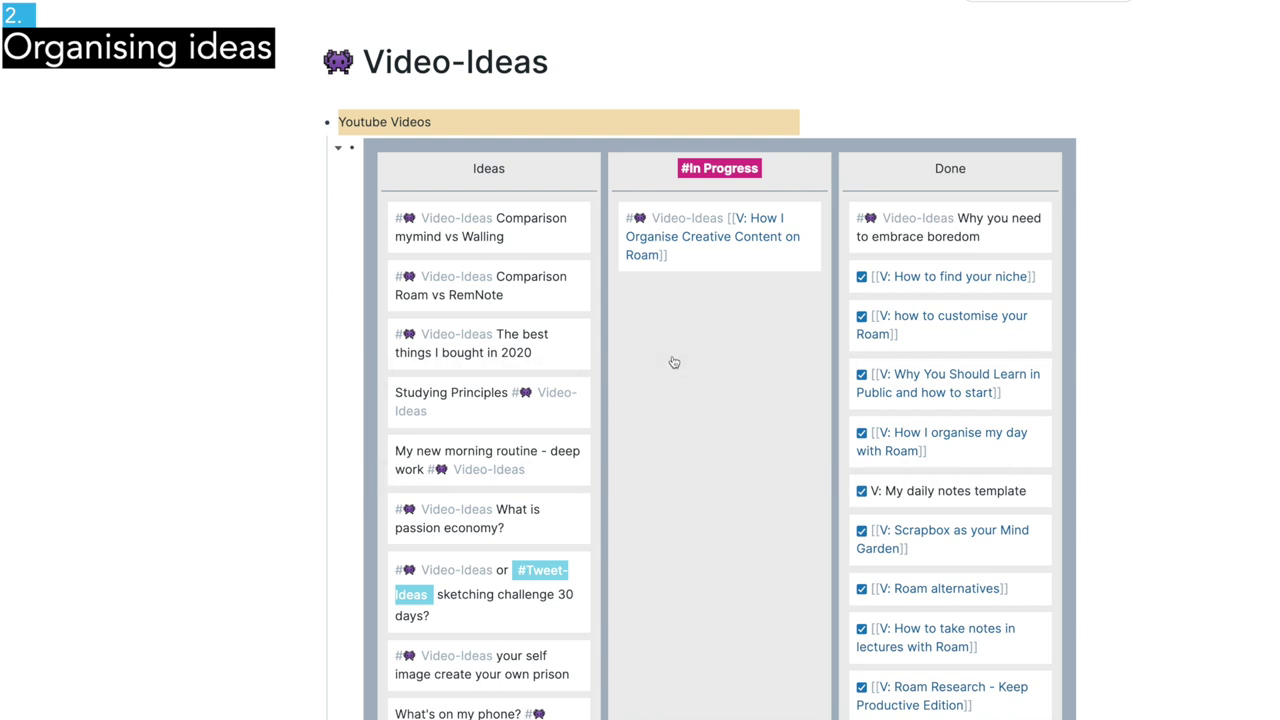 2.
Organising ideas
👾 Video-Ideas
Youtube Videos
Ideas
#👾 Video-Ideas Comparison
mymind vs Walling
#👾 Video-Ideas Comparison
Roam vs RemNote
#👾 Video-Ideas The best
things I bought in 2020
Studying Principles #👾 Video-
Ideas
My new morning routine - deep
work #👾 Video-Ideas
#👾 Video-Ideas What is
passion economy?
#👾 Video-Ideas or #Tweet-
Ideas sketching challenge 30
days?
#👾 Video-Ideas your self
image create your own prison
What's on my phone? #👾
#In Progress
#👾 Video-Ideas [[V: How I
Organise Creative Content on
Roam]]
Done
#👾 Video-Ideas Why you need
to embrace boredom
[[V: How to find your niche]]
[[V: how to customise your
Roam]]
[[V: Why You Should Learn in
Public and how to start]]
[[V: How I organise my day
with Roam]]
V: My daily notes template
[[V: Scrapbox as your Mind
Garden]]
[[V: Roam alternatives]]
[[V: How to take notes in
lectures with Roam]]
[[V: Roam Research - Keep
Productive Edition]]